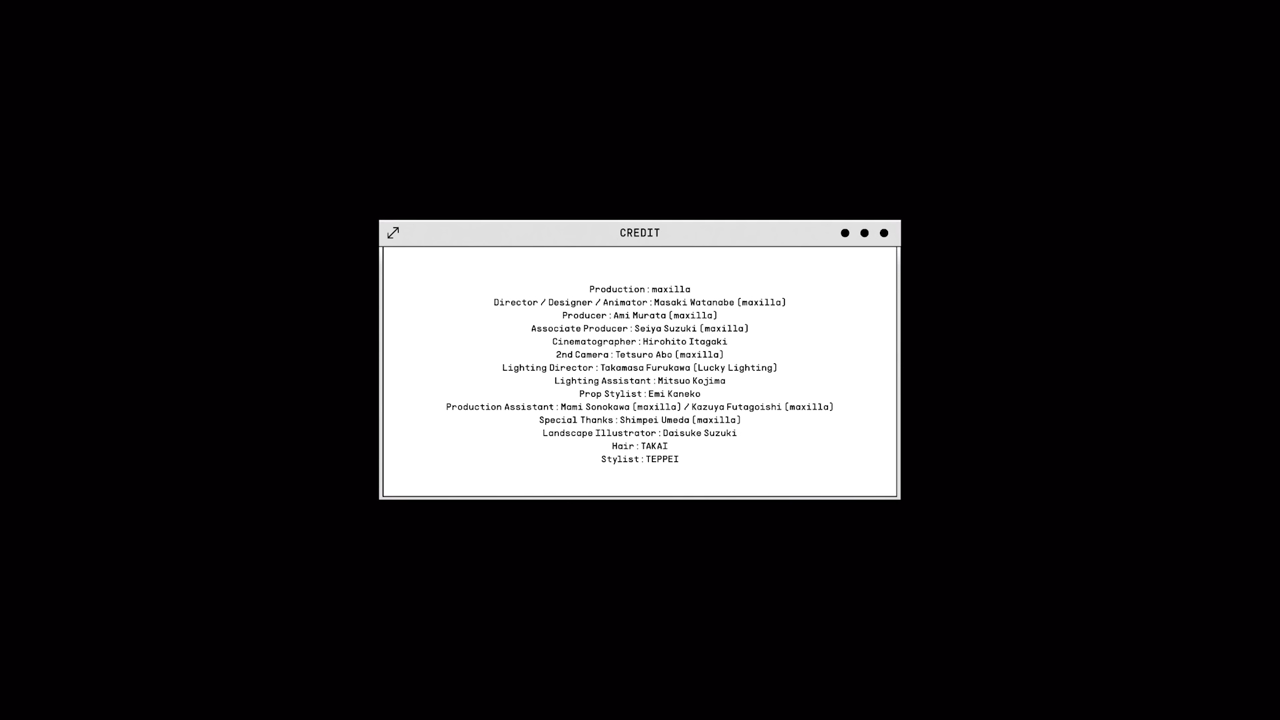 CREDIT
Production : maxilla
Director / Designer / Animator : Masaki Watanabe (maxilla)
Producer : Ami Murata (maxilla)
Associate Producer : Seiya Suzuki (maxilla)
Cinematographer : Hirohito Itagaki
2nd Camera : Tetsuro Abo (maxilla)
Lighting Director : Takamasa Furukawa (Lucky Lighting)
Lighting Assistant : Mitsuo Kojima
Prop Stylist : Emi Kaneko
Production Assistant : Mami Sonokawa (maxilla) / Kazuya Futagoishi (maxilla)
Special Thanks : Shimpei Umeda (maxilla)
Landscape Illustrator : Daisuke Suzuki
Hair : TAKAI
Stylist : TEPPEI